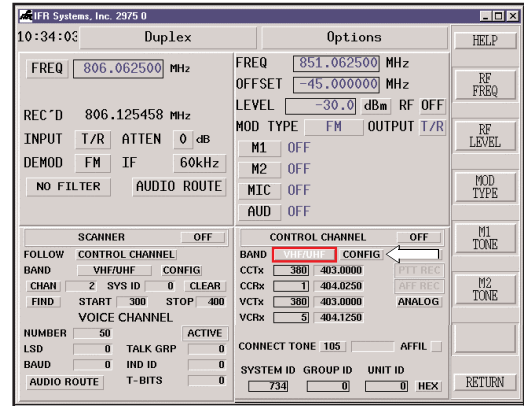 IFR Systems, Inc. 2975 0
10:34:03 Duplex Options
FREQ 806.062500 MHz
REC'D 806.125458 MHz
INPUT T/R ATTEN 0 dB
DEMOD FM IF 60kHz
NO FILTER AUDIO ROUTE
FREQ 851.062500 MHz
OFFSET -45.000000 MHz
LEVEL -30.0 dBm RF OFF
MOD TYPE FM OUTPUT T/R
M1 OFF
M2 OFF
MIC OFF
AUD OFF
SCANNER OFF
FOLLOW CONTROL CHANNEL
BAND VHF/UHF CONFIG
CHAN 2 SYS ID 0 CLEAR
FIND START 300 STOP 400
VOICE CHANNEL
NUMBER 50 ACTIVE
LSD 0 TALK GRP 0
BAUD 0 IND ID 0
AUDIO ROUTE T-BITS 0
CONTROL CHANNEL OFF
BAND VHF/UHF CONFIG
CCTx 380 403.0000 PTT REC
CCRx 1 404.0250 AFF REC
VCTx 380 403.0000 ANALOG
VCRx 5 404.1250
CONNECT TONE 105 AFFIL
SYSTEM ID GROUP ID UNIT ID
734 0 0 HEX
HELP
RF FREQ
RF LEVEL
MOD TYPE
M1 TONE
M2 TONE
RETURN